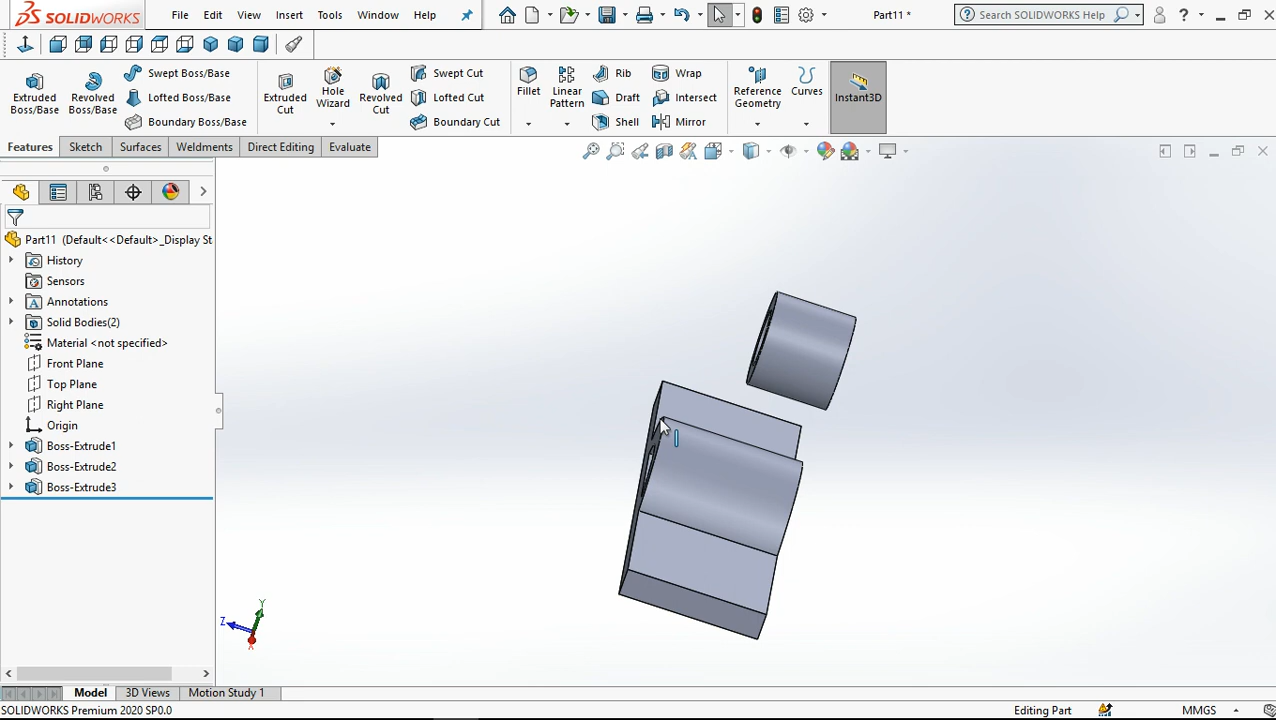 SOLIDWORKS
File Edit View Insert Tools Window Help
Part11 *
Search SOLIDWORKS Help
Extruded Boss/Base
Revolved Boss/Base
Swept Boss/Base
Lofted Boss/Base
Boundary Boss/Base
Extruded Cut
Hole Wizard
Revolved Cut
Swept Cut
Lofted Cut
Boundary Cut
Fillet
Linear Pattern
Rib
Draft
Shell
Wrap
Intersect
Mirror
Reference Geometry
Curves
Instant3D
Features Sketch Surfaces Weldments Direct Editing Evaluate
Part11 (Default<<Default>_Display St
History
Sensors
Annotations
Solid Bodies(2)
Material <not specified>
Front Plane
Top Plane
Right Plane
Origin
Boss-Extrude1
Boss-Extrude2
Boss-Extrude3
Y
Z
X
Model 3D Views Motion Study 1
SOLIDWORKS Premium 2020 SP0.0
Editing Part
MMGS